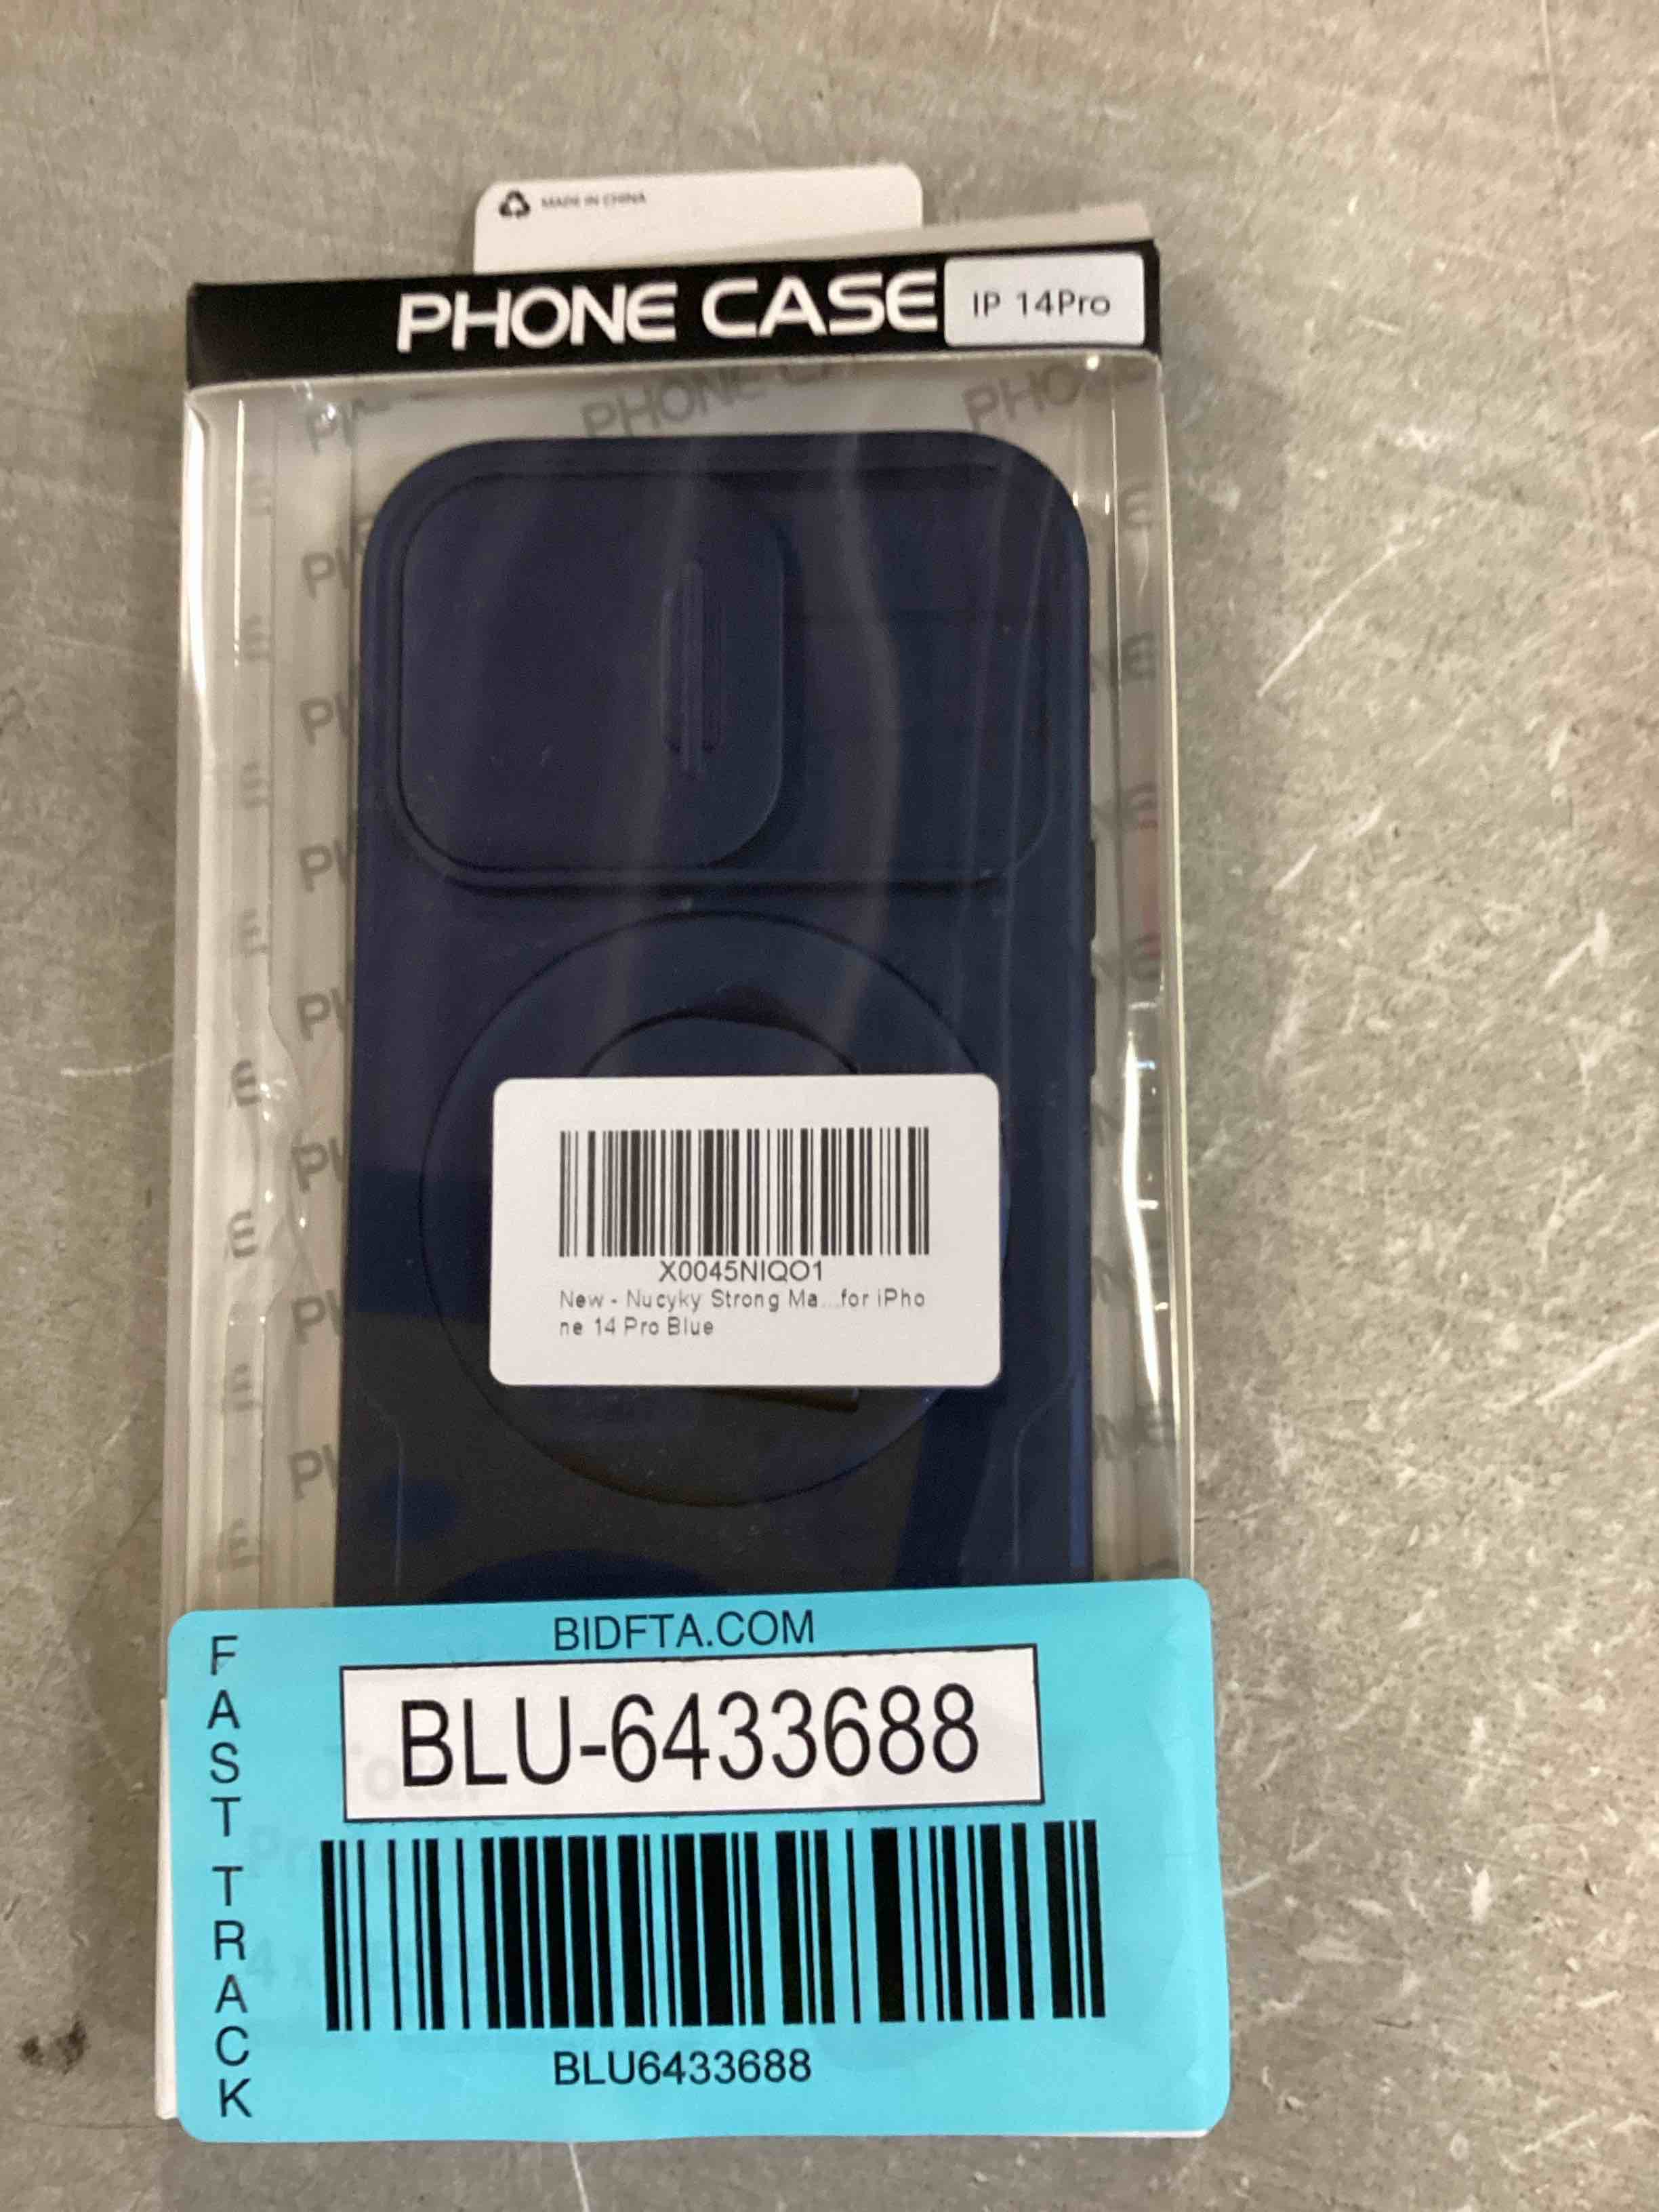 MADE IN CHINA
PHONE CASE
IP 14Pro
X0045NIQO1
New - Nucyky Strong Ma...for iPho
ne 14 Pro Blue
BIDFTA.COM
FAST TRACK
BLU-6433688
BLU6433688